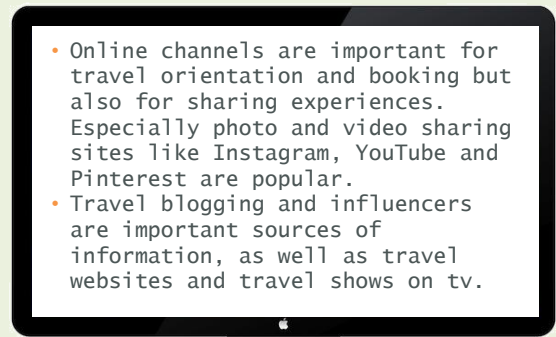 • Online channels are important for
travel orientation and booking but
also for sharing experiences.
Especially photo and video sharing
sites like Instagram, YouTube and
Pinterest are popular.
• Travel blogging and influencers
are important sources of
information, as well as travel
websites and travel shows on tv.